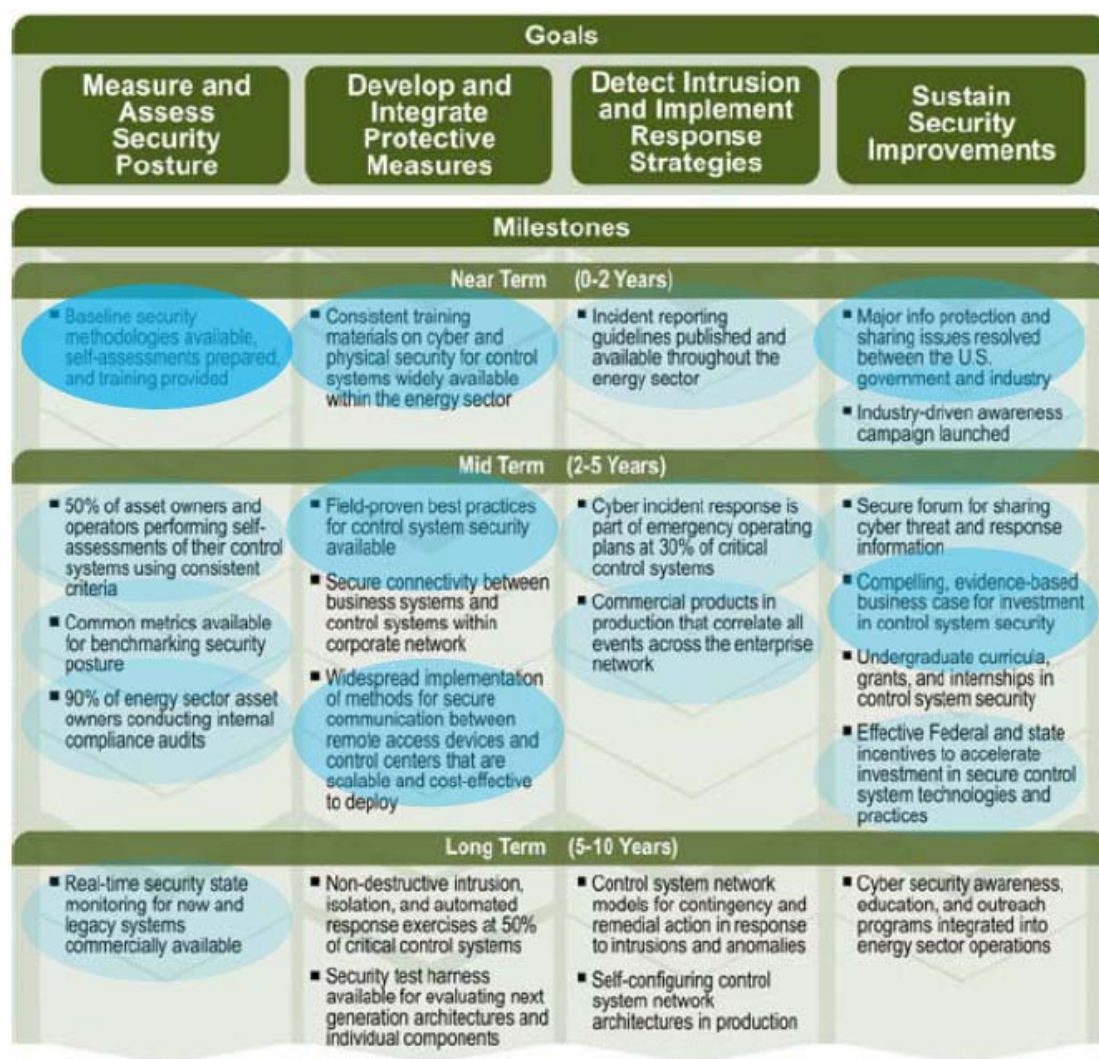 Goals
Measure and
Assess
Security
Posture
Develop and
Integrate
Protective
Measures
Detect Intrusion
and Implement
Response
Strategies
Sustain
Security
Improvements
Milestones
Near Term (0-2 Years)
▪ Baseline security
methodologies available,
self-assessments prepared,
and training provided
▪ Consistent training
materials on cyber and
physical security for control
systems widely available
within the energy sector
▪ Incident reporting
guidelines published and
available throughout the
energy sector
▪ Major info protection and
sharing issues resolved
between the U.S.
government and industry
▪ Industry-driven awareness
campaign launched
Mid Term (2-5 Years)
▪ 50% of asset owners and
operators performing self-
assessments of their control
systems using consistent
criteria
▪ Common metrics available
for benchmarking security
posture
▪ 90% of energy sector asset
owners conducting internal
compliance audits
▪ Field-proven best practices
for control system security
available
▪ Secure connectivity between
business systems and
control systems within
corporate network
▪ Widespread implementation
of methods for secure
communication between
remote access devices and
control centers that are
scalable and cost-effective
to deploy
▪ Cyber incident response is
part of emergency operating
plans at 30% of critical
control systems
▪ Commercial products in
production that correlate all
events across the enterprise
network
▪ Secure forum for sharing
cyber threat and response
information
▪ Compelling, evidence-based
business case for investment
in control system security
▪ Undergraduate curricula,
grants, and internships in
control system security
▪ Effective Federal and state
incentives to accelerate
investment in secure control
system technologies and
practices
Long Term (5-10 Years)
▪ Real-time security state
monitoring for new and
legacy systems
commercially available
▪ Non-destructive intrusion,
isolation, and automated
response exercises at 50%
of critical control systems
▪ Security test harness
available for evaluating next
generation architectures and
individual components
▪ Control system network
models for contingency and
remedial action in response
to intrusions and anomalies
▪ Self-configuring control
system network
architectures in production
▪ Cyber security awareness,
education, and outreach
programs integrated into
energy sector operations